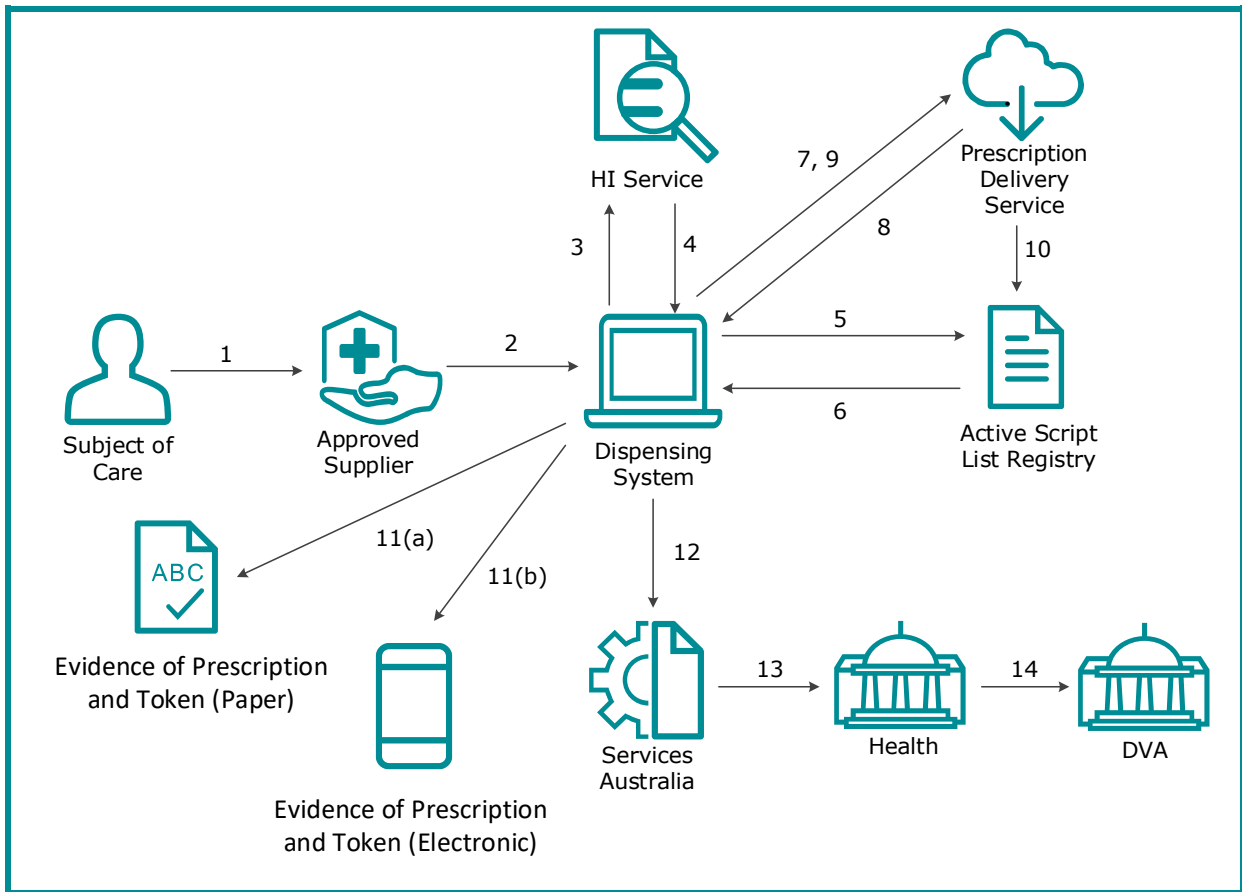 HI Service
Prescription
Delivery
Service
7, 9
8
3
4
10
5
6
1
2
Subject of
Care
Approved
Supplier
Dispensing
System
Active Script
List Registry
11(a)
11(b)
12
ABC
Evidence of Prescription
and Token (Paper)
13
14
Services
Australia
Health
DVA
Evidence of Prescription
and Token (Electronic)